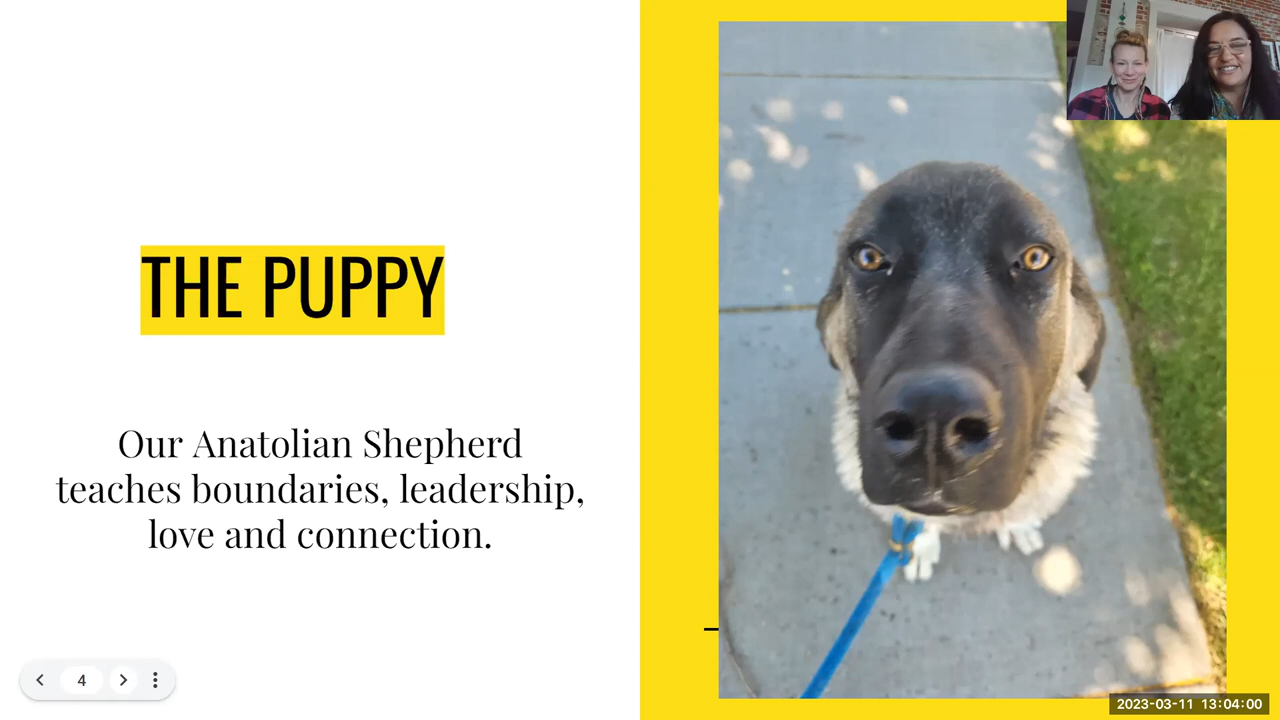 THE PUPPY
Our Anatolian Shepherd
teaches boundaries, leadership,
love and connection.
4
2023-03-11 13:04:00